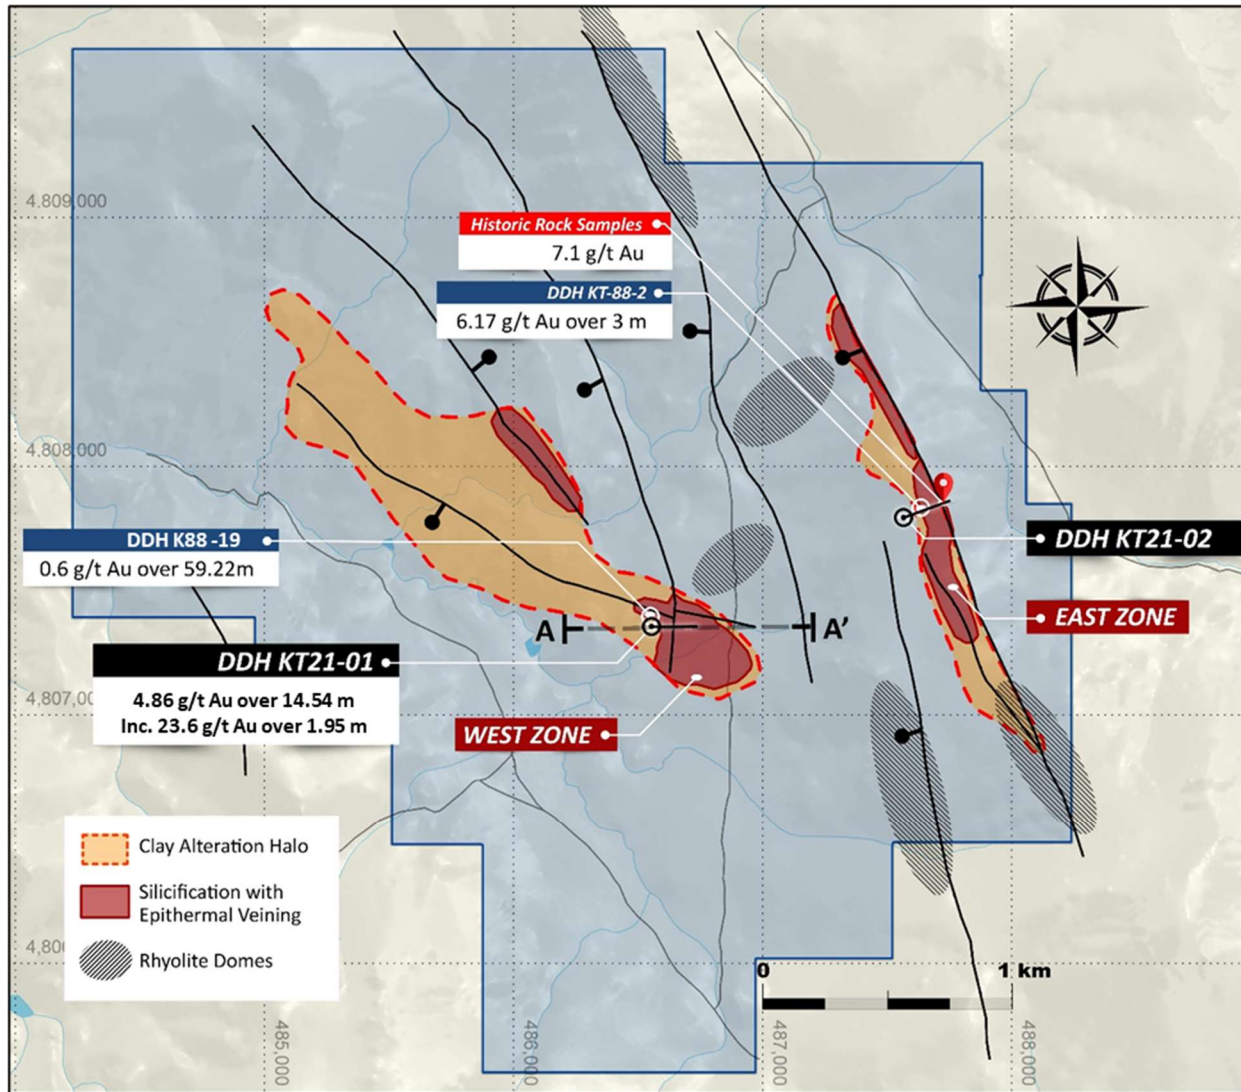 4,809,000
Historic Rock Samples
7.1 g/t Au
DDH KT-88-2
6.17 g/t Au over 3 m
4,808,000
DDH K88 -19
0.6 g/t Au over 59.22m
DDH KT21-02
EAST ZONE
A
A'
DDH KT21-01
4.86 g/t Au over 14.54 m
Inc. 23.6 g/t Au over 1.95 m
4,807,000
WEST ZONE
Clay Alteration Halo
Silicification with
Epithermal Veining
Rhyolite Domes
0
1 km
485,000
486,000
487,000
488,000